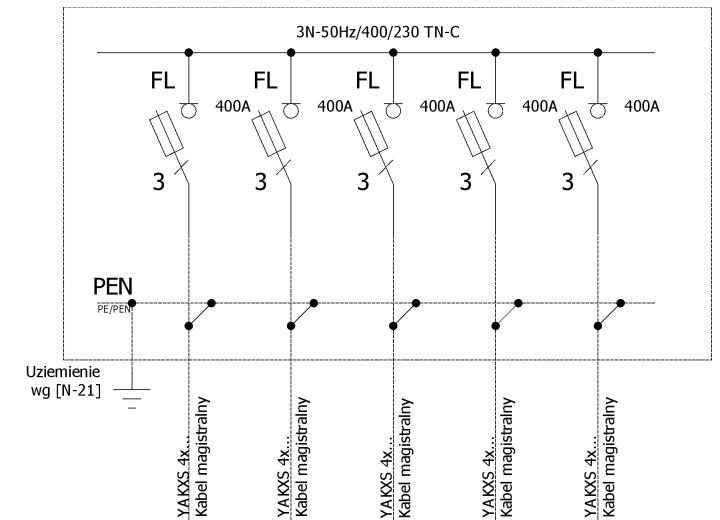 3N-50Hz/400/230 TN-C
FL FL FL FL FL
400A 400A 400A 400A 400A
3 3 3 3 3
PEN
PE/PEN
Uziemienie
wg [N-21]
YAKXS 4x...
Kabel magistralny
YAKXS 4x...
Kabel magistralny
YAKXS 4x...
Kabel magistralny
YAKXS 4x...
Kabel magistralny
YAKXS 4x...
Kabel magistralny